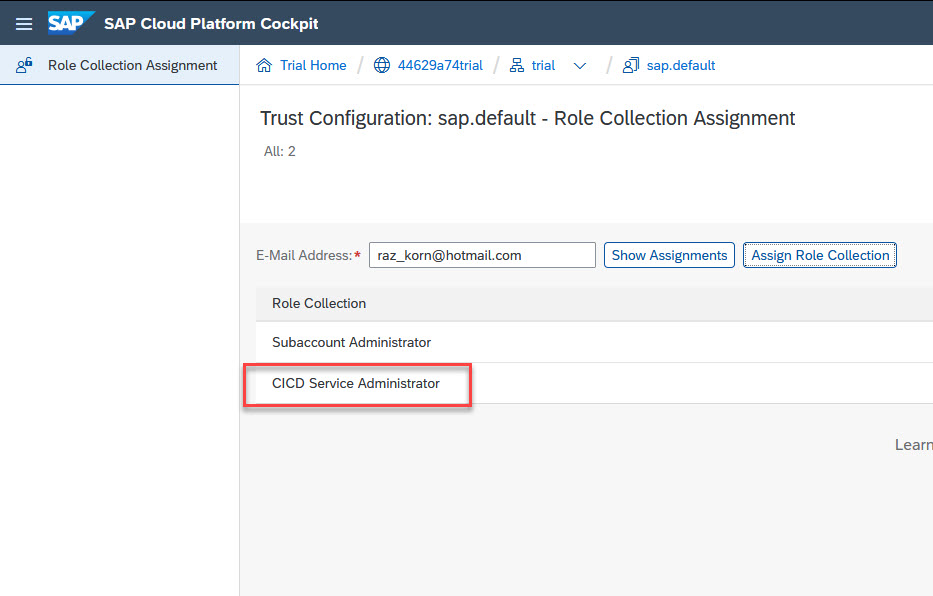 SAP SAP Cloud Platform Cockpit
Role Collection Assignment
Trial Home / 44629a74trial / trial / sap.default
Trust Configuration: sap.default - Role Collection Assignment
All: 2
E-Mail Address:* raz_korn@hotmail.com Show Assignments Assign Role Collection
Role Collection
Subaccount Administrator
CICD Service Administrator
Learn